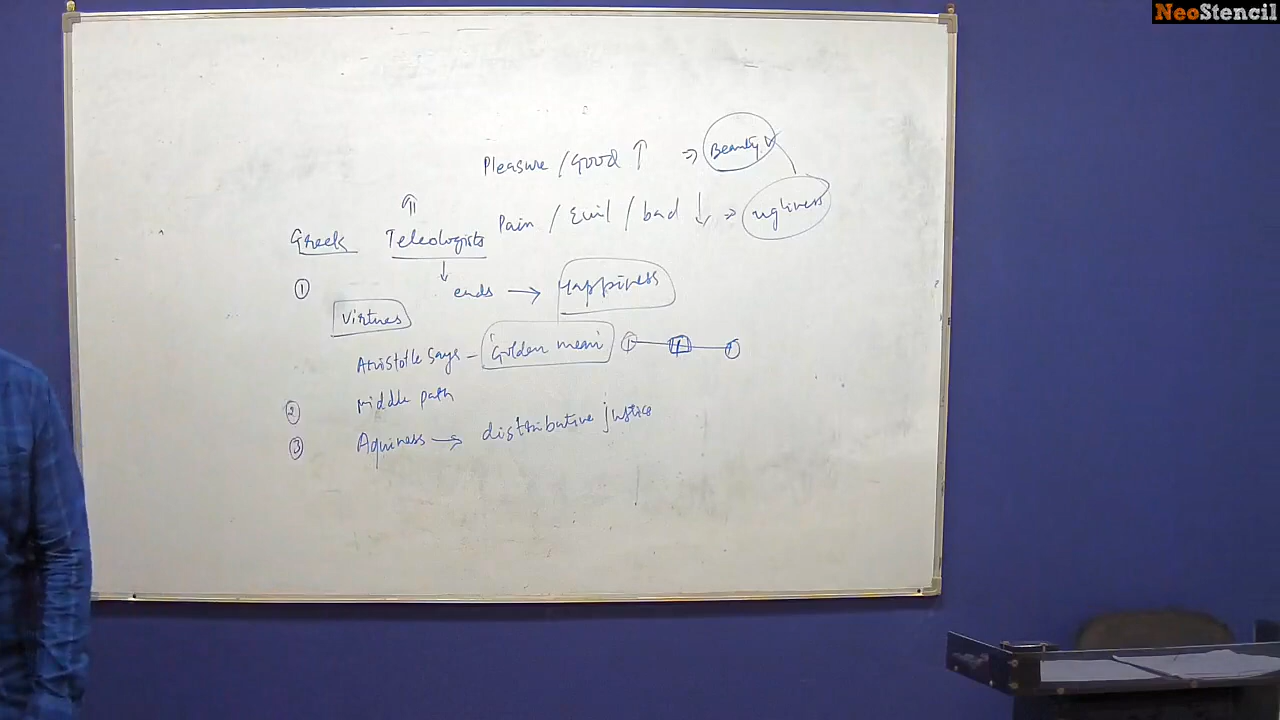 NeoStencil
Pleasure / Good ↑ ⇒ Beauty
Pain / Evil / bad ↓ ⇒ ugliness
⇑
Greek Teleologists
↓
① ends → Happiness
Virtues
Aristotle says - 'Golden mean'
② middle path
③ Aquiness → distributive justice